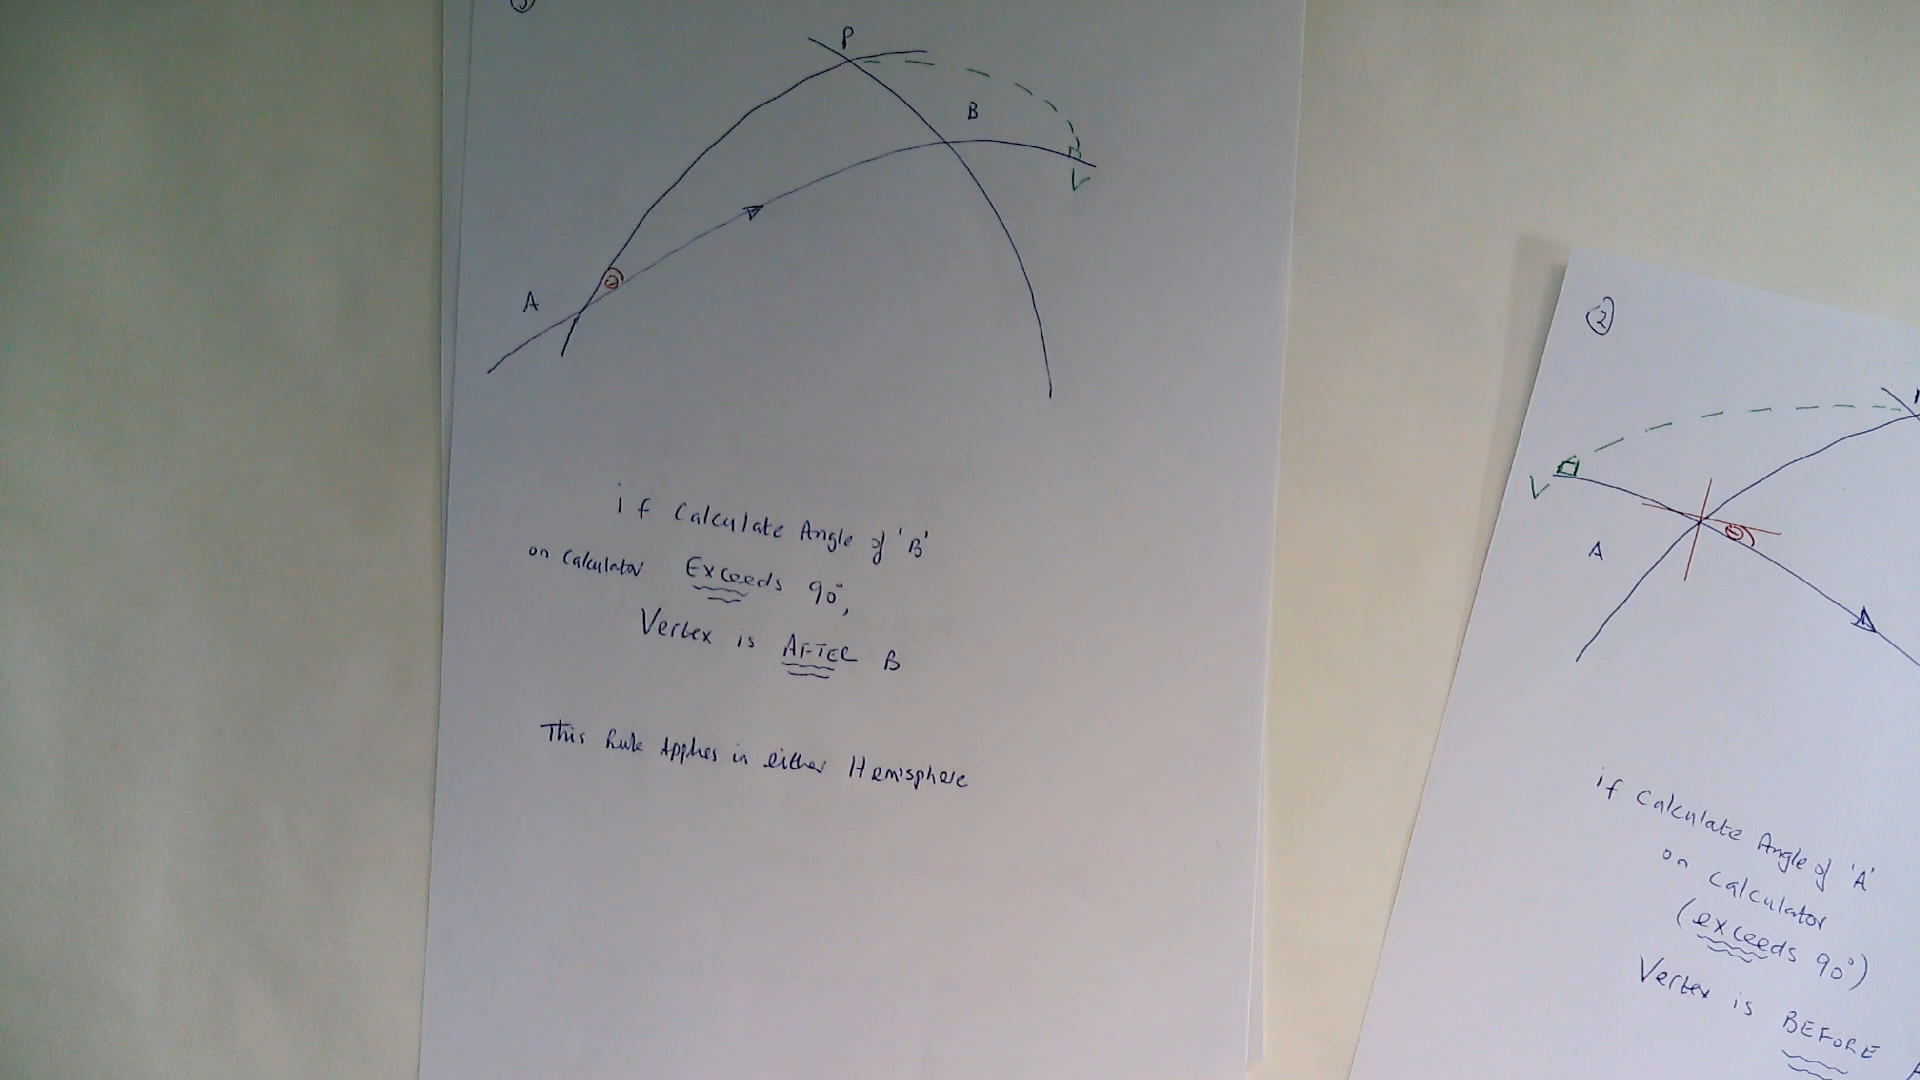 3
P
B
V
A
if Calculate Angle of 'B'
on Calculator Exceeds 90°,
Vertex is AFTER B
This Rule Applies in either Hemisphere
2
V
A
if Calculate Angle of 'A'
on Calculator
(exceeds 90°)
Vertex is BEFORE